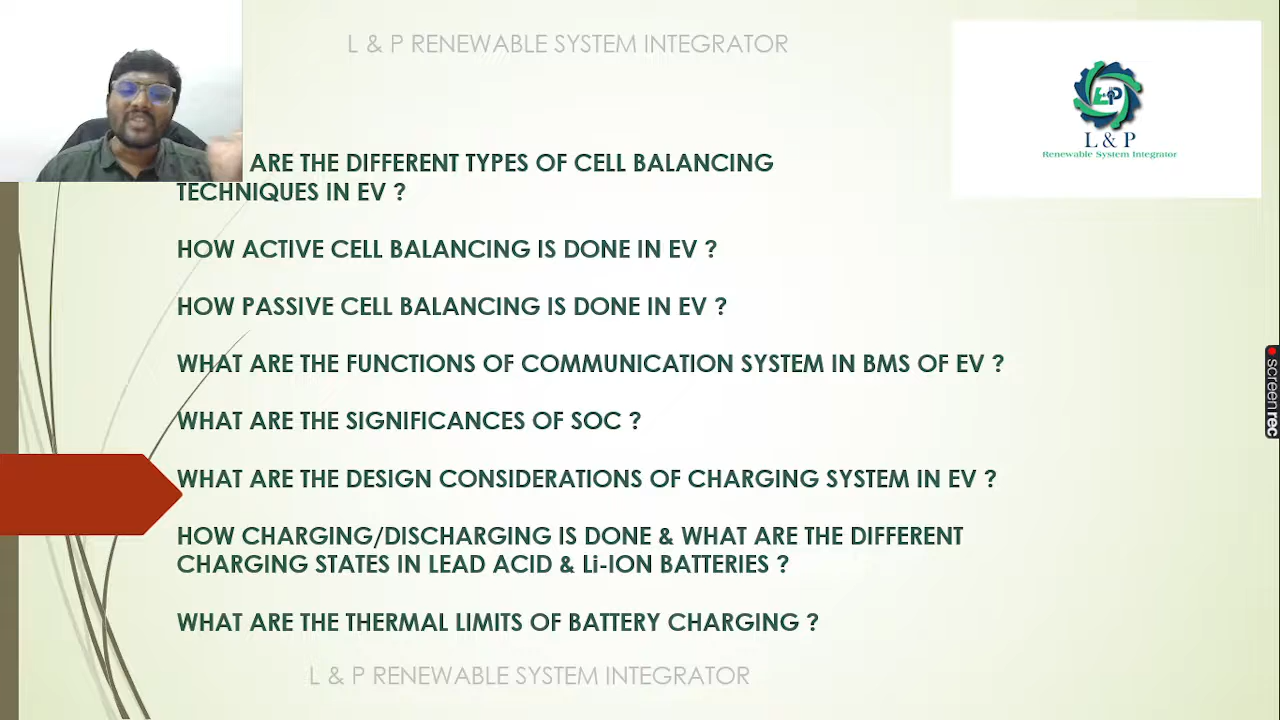 L & P RENEWABLE SYSTEM INTEGRATOR
L & P
Renewable System Integrator
ARE THE DIFFERENT TYPES OF CELL BALANCING
TECHNIQUES IN EV ?
HOW ACTIVE CELL BALANCING IS DONE IN EV ?
HOW PASSIVE CELL BALANCING IS DONE IN EV ?
WHAT ARE THE FUNCTIONS OF COMMUNICATION SYSTEM IN BMS OF EV ?
WHAT ARE THE SIGNIFICANCES OF SOC ?
WHAT ARE THE DESIGN CONSIDERATIONS OF CHARGING SYSTEM IN EV ?
HOW CHARGING/DISCHARGING IS DONE & WHAT ARE THE DIFFERENT
CHARGING STATES IN LEAD ACID & Li-ION BATTERIES ?
WHAT ARE THE THERMAL LIMITS OF BATTERY CHARGING ?
L & P RENEWABLE SYSTEM INTEGRATOR
screenrec